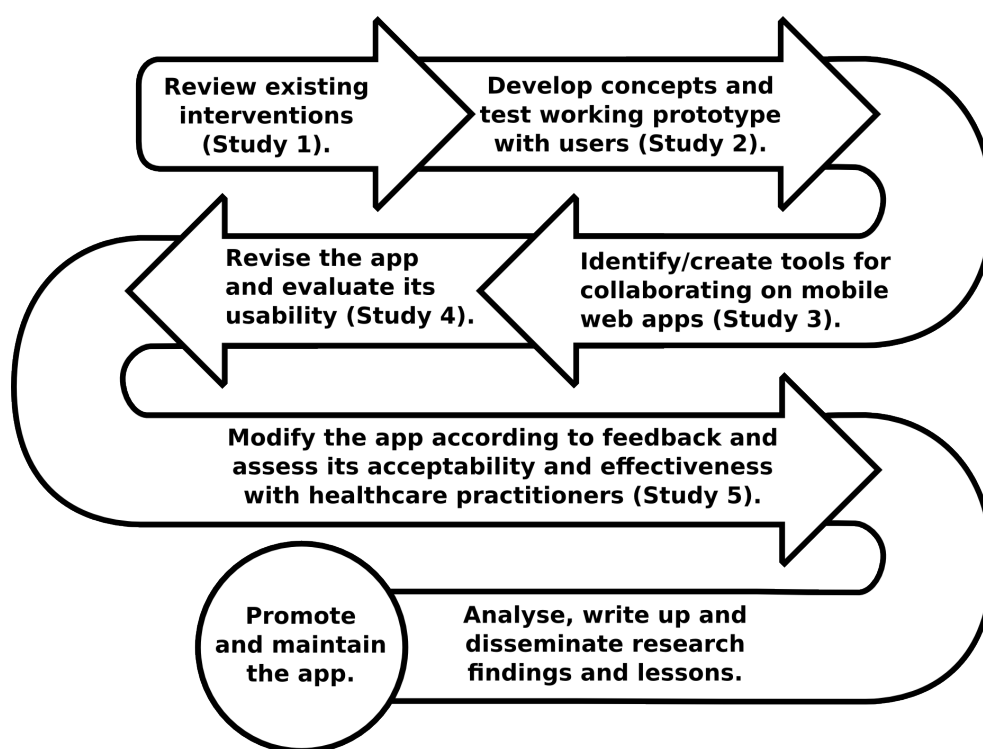 Review existing
interventions
(Study 1).
Develop concepts and
test working prototype
with users (Study 2).
Identify/create tools for
collaborating on mobile
web apps (Study 3).
Revise the app
and evaluate its
usability (Study 4).
Modify the app according to feedback and
assess its acceptability and effectiveness
with healthcare practitioners (Study 5).
Analyse, write up and
disseminate research
findings and lessons.
Promote
and maintain
the app.